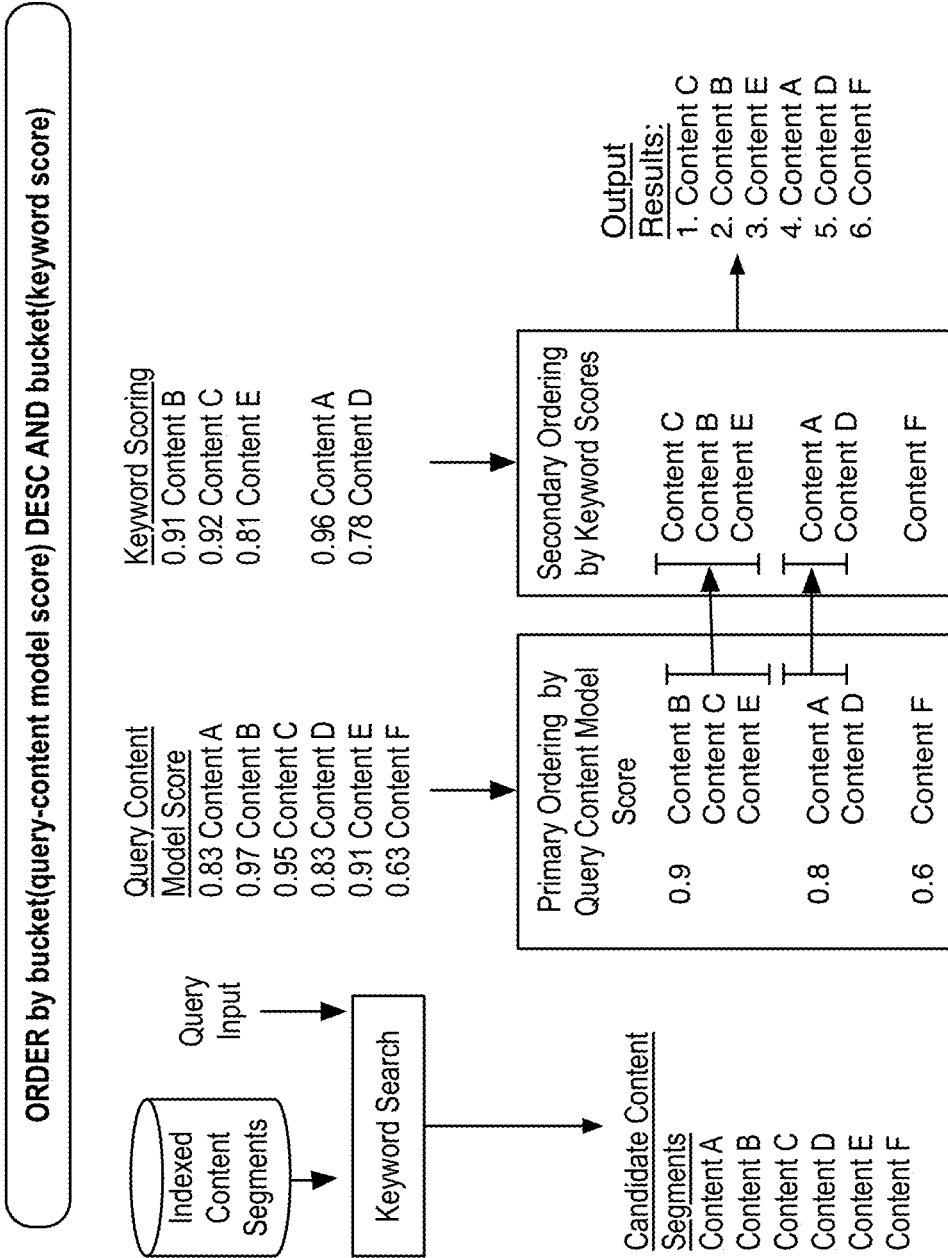 ORDER by bucket(query-content model score) DESC AND bucket(keyword score)
Indexed
Content
Segments
Query
Input
Keyword Search
Candidate Content
Segments
Content A
Content B
Content C
Content D
Content E
Content F
Query Content
Model Score
0.83 Content A
0.97 Content B
0.95 Content C
0.83 Content D
0.91 Content E
0.63 Content F
Primary Ordering by
Query Content Model
Score
0.9 Content B
Content C
Content E
0.8 Content A
Content D
0.6 Content F
Keyword Scoring
0.91 Content B
0.92 Content C
0.81 Content E
0.96 Content A
0.78 Content D
Secondary Ordering
by Keyword Scores
Content C
Content B
Content E
Content A
Content D
Content F
Output
Results:
1. Content C
2. Content B
3. Content E
4. Content A
5. Content D
6. Content F